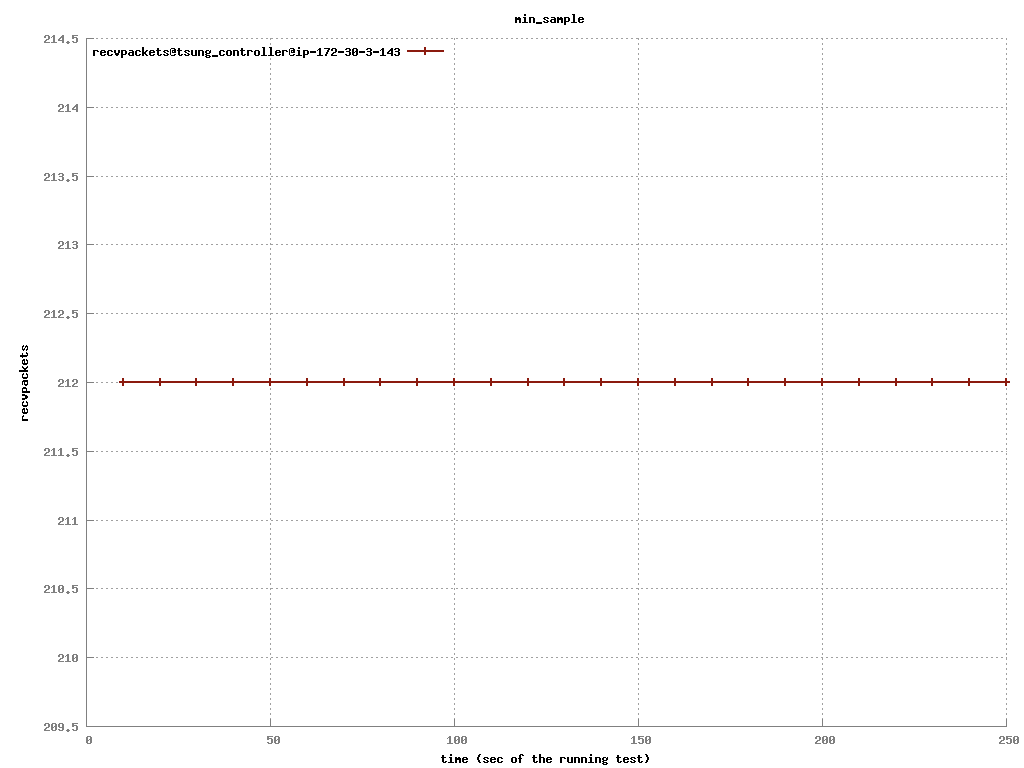 min_sample
recvpackets@tsung_controller@ip-172-30-3-143
214.5
214
213.5
213
212.5
212
211.5
211
210.5
210
209.5
recvpackets
0 50 100 150 200 250
time (sec of the running test)